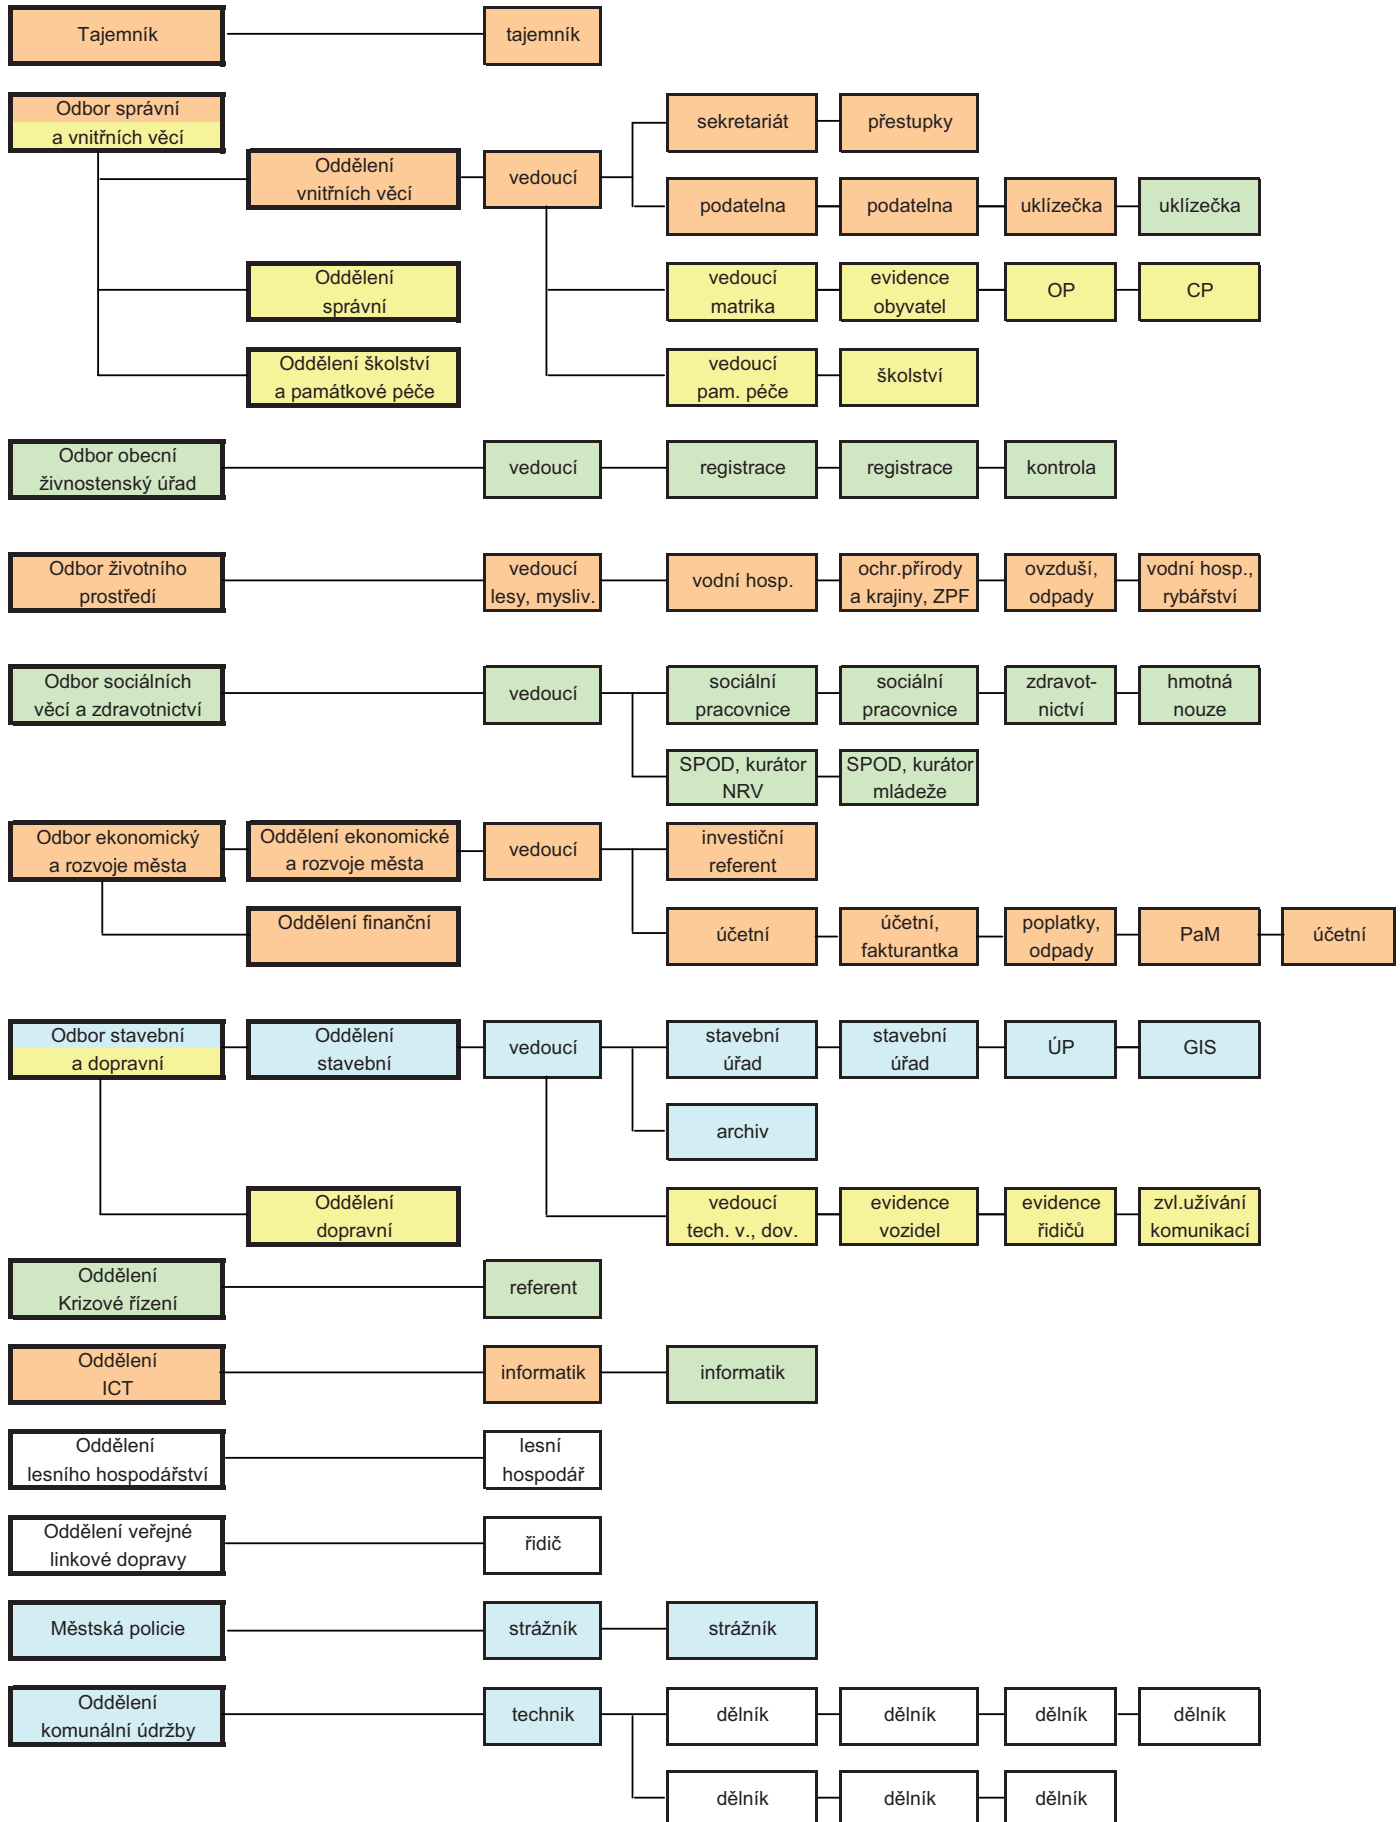 Tajemník
tajemník
Odbor správní
a vnitřních věcí
sekretariát
přestupky
Oddělení
vnitřních věcí
vedoucí
podatelna
podatelna
uklízečka
uklízečka
Oddělení
správní
vedoucí
matrika
evidence
obyvatel
OP
CP
Oddělení školství
a památkové péče
vedoucí
pam. péče
školství
Odbor obecní
živnostenský úřad
vedoucí
registrace
registrace
kontrola
Odbor životního
prostředí
vedoucí
lesy, mysliv.
vodní hosp.
ochr.přírody
a krajiny, ZPF
ovzduší,
odpady
vodní hosp.,
rybářství
Odbor sociálních
věcí a zdravotnictví
vedoucí
sociální
pracovnice
sociální
pracovnice
zdravot-
nictví
hmotná
nouze
SPOD, kurátor
NRV
SPOD, kurátor
mládeže
Odbor ekonomický
a rozvoje města
Oddělení ekonomické
a rozvoje města
vedoucí
investiční
referent
Oddělení finanční
účetní
účetní,
fakturantka
poplatky,
odpady
PaM
účetní
Odbor stavební
a dopravní
Oddělení
stavební
vedoucí
stavební
úřad
stavební
úřad
ÚP
GIS
archiv
Oddělení
dopravní
vedoucí
tech. v., dov.
evidence
vozidel
evidence
řidičů
zvl.užívání
komunikací
Oddělení
Krizové řízení
referent
Oddělení
ICT
informatik
informatik
Oddělení
lesního hospodářství
lesní
hospodář
Oddělení veřejné
linkové dopravy
řidič
Městská policie
strážník
strážník
Oddělení
komunální údržby
technik
dělník
dělník
dělník
dělník
dělník
dělník
dělník